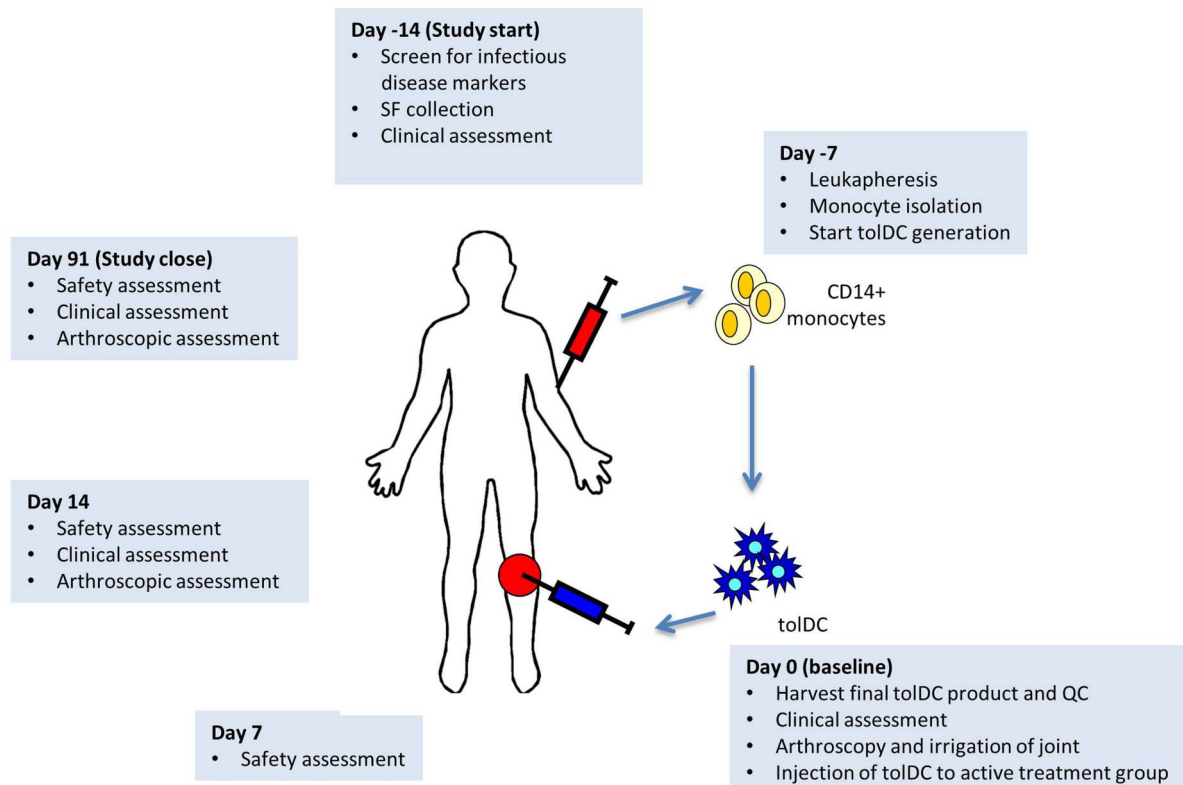 Day -14 (Study start)
• Screen for infectious
disease markers
• SF collection
• Clinical assessment
Day -7
• Leukapheresis
• Monocyte isolation
• Start tolDC generation
CD14+
monocytes
tolDC
Day 0 (baseline)
• Harvest final tolDC product and QC
• Clinical assessment
• Arthroscopy and irrigation of joint
• Injection of tolDC to active treatment group
Day 7
• Safety assessment
Day 14
• Safety assessment
• Clinical assessment
• Arthroscopic assessment
Day 91 (Study close)
• Safety assessment
• Clinical assessment
• Arthroscopic assessment